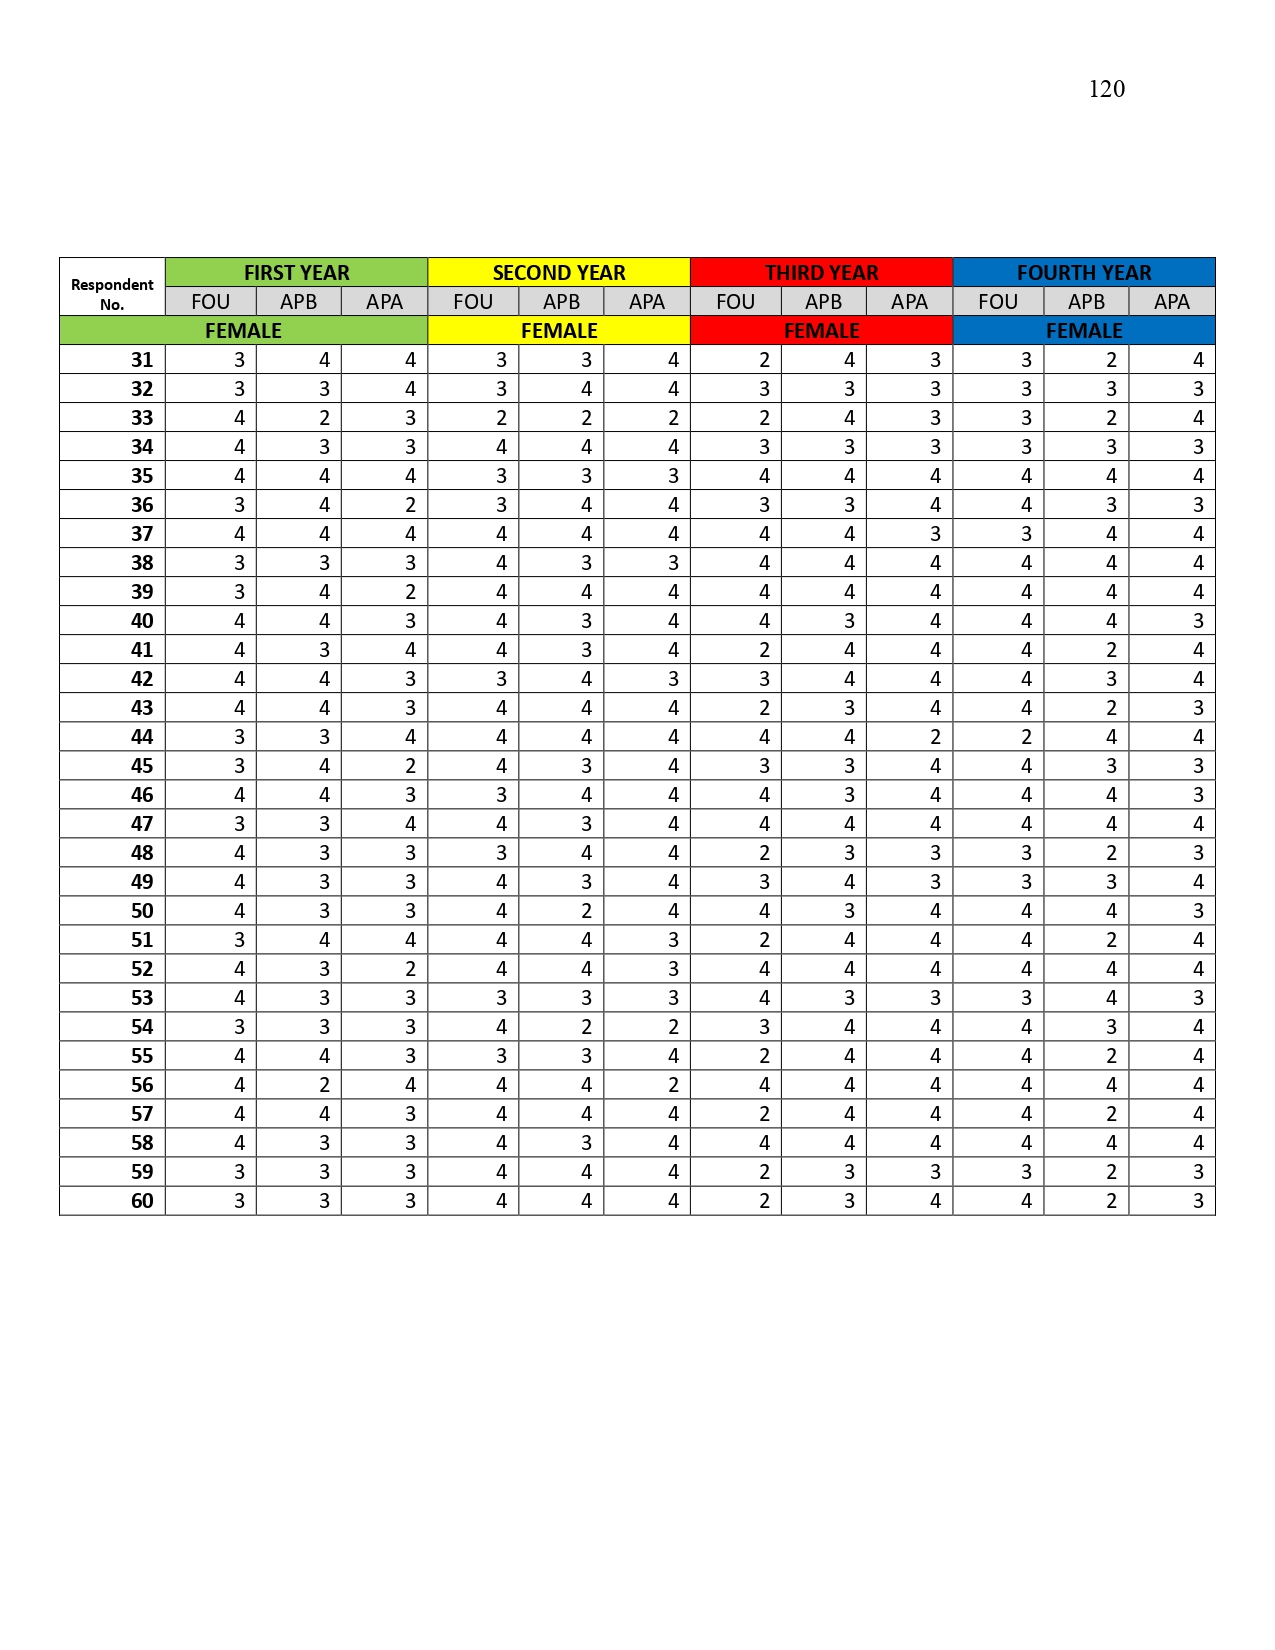 120
FIRST YEAR SECOND YEAR THIRD YEAR FOURTH YEAR
Respondent No.
FOU APB APA FOU APB APA FOU APB APA FOU APB APA
FEMALE FEMALE FEMALE FEMALE
31 3 4 4 3 3 4 2 4 3 3 2 4
32 3 3 4 3 4 4 3 3 3 3 3 3
33 4 2 3 2 2 2 2 4 3 3 2 4
34 4 3 3 4 4 4 3 3 3 3 3 3
35 4 4 4 3 3 3 4 4 4 4 4 4
36 3 4 2 3 4 4 3 3 4 4 3 3
37 4 4 4 4 4 4 4 4 3 3 4 4
38 3 3 3 4 3 3 4 4 4 4 4 4
39 3 4 2 4 4 4 4 4 4 4 4 4
40 4 4 3 4 3 4 4 3 4 4 4 3
41 4 3 4 4 3 4 2 4 4 4 2 4
42 4 4 3 3 4 3 3 4 4 4 3 4
43 4 4 3 4 4 4 2 3 4 4 2 3
44 3 3 4 4 4 4 4 4 2 2 4 4
45 3 4 2 4 3 4 3 3 4 4 3 3
46 4 4 3 3 4 4 4 3 4 4 4 3
47 3 3 4 4 3 4 4 4 4 4 4 4
48 4 3 3 3 4 4 2 3 3 3 2 3
49 4 3 3 4 3 4 3 4 3 3 3 4
50 4 3 3 4 2 4 4 3 4 4 4 3
51 3 4 4 4 4 3 2 4 4 4 2 4
52 4 3 2 4 4 3 4 4 4 4 4 4
53 4 3 3 3 3 3 4 3 3 3 4 3
54 3 3 3 4 2 2 3 4 4 4 3 4
55 4 4 3 3 3 4 2 4 4 4 2 4
56 4 2 4 4 4 2 4 4 4 4 4 4
57 4 4 3 4 4 4 2 4 4 4 2 4
58 4 3 3 4 3 4 4 4 4 4 4 4
59 3 3 3 4 4 4 2 3 3 3 2 3
60 3 3 3 4 4 4 2 3 4 4 2 3